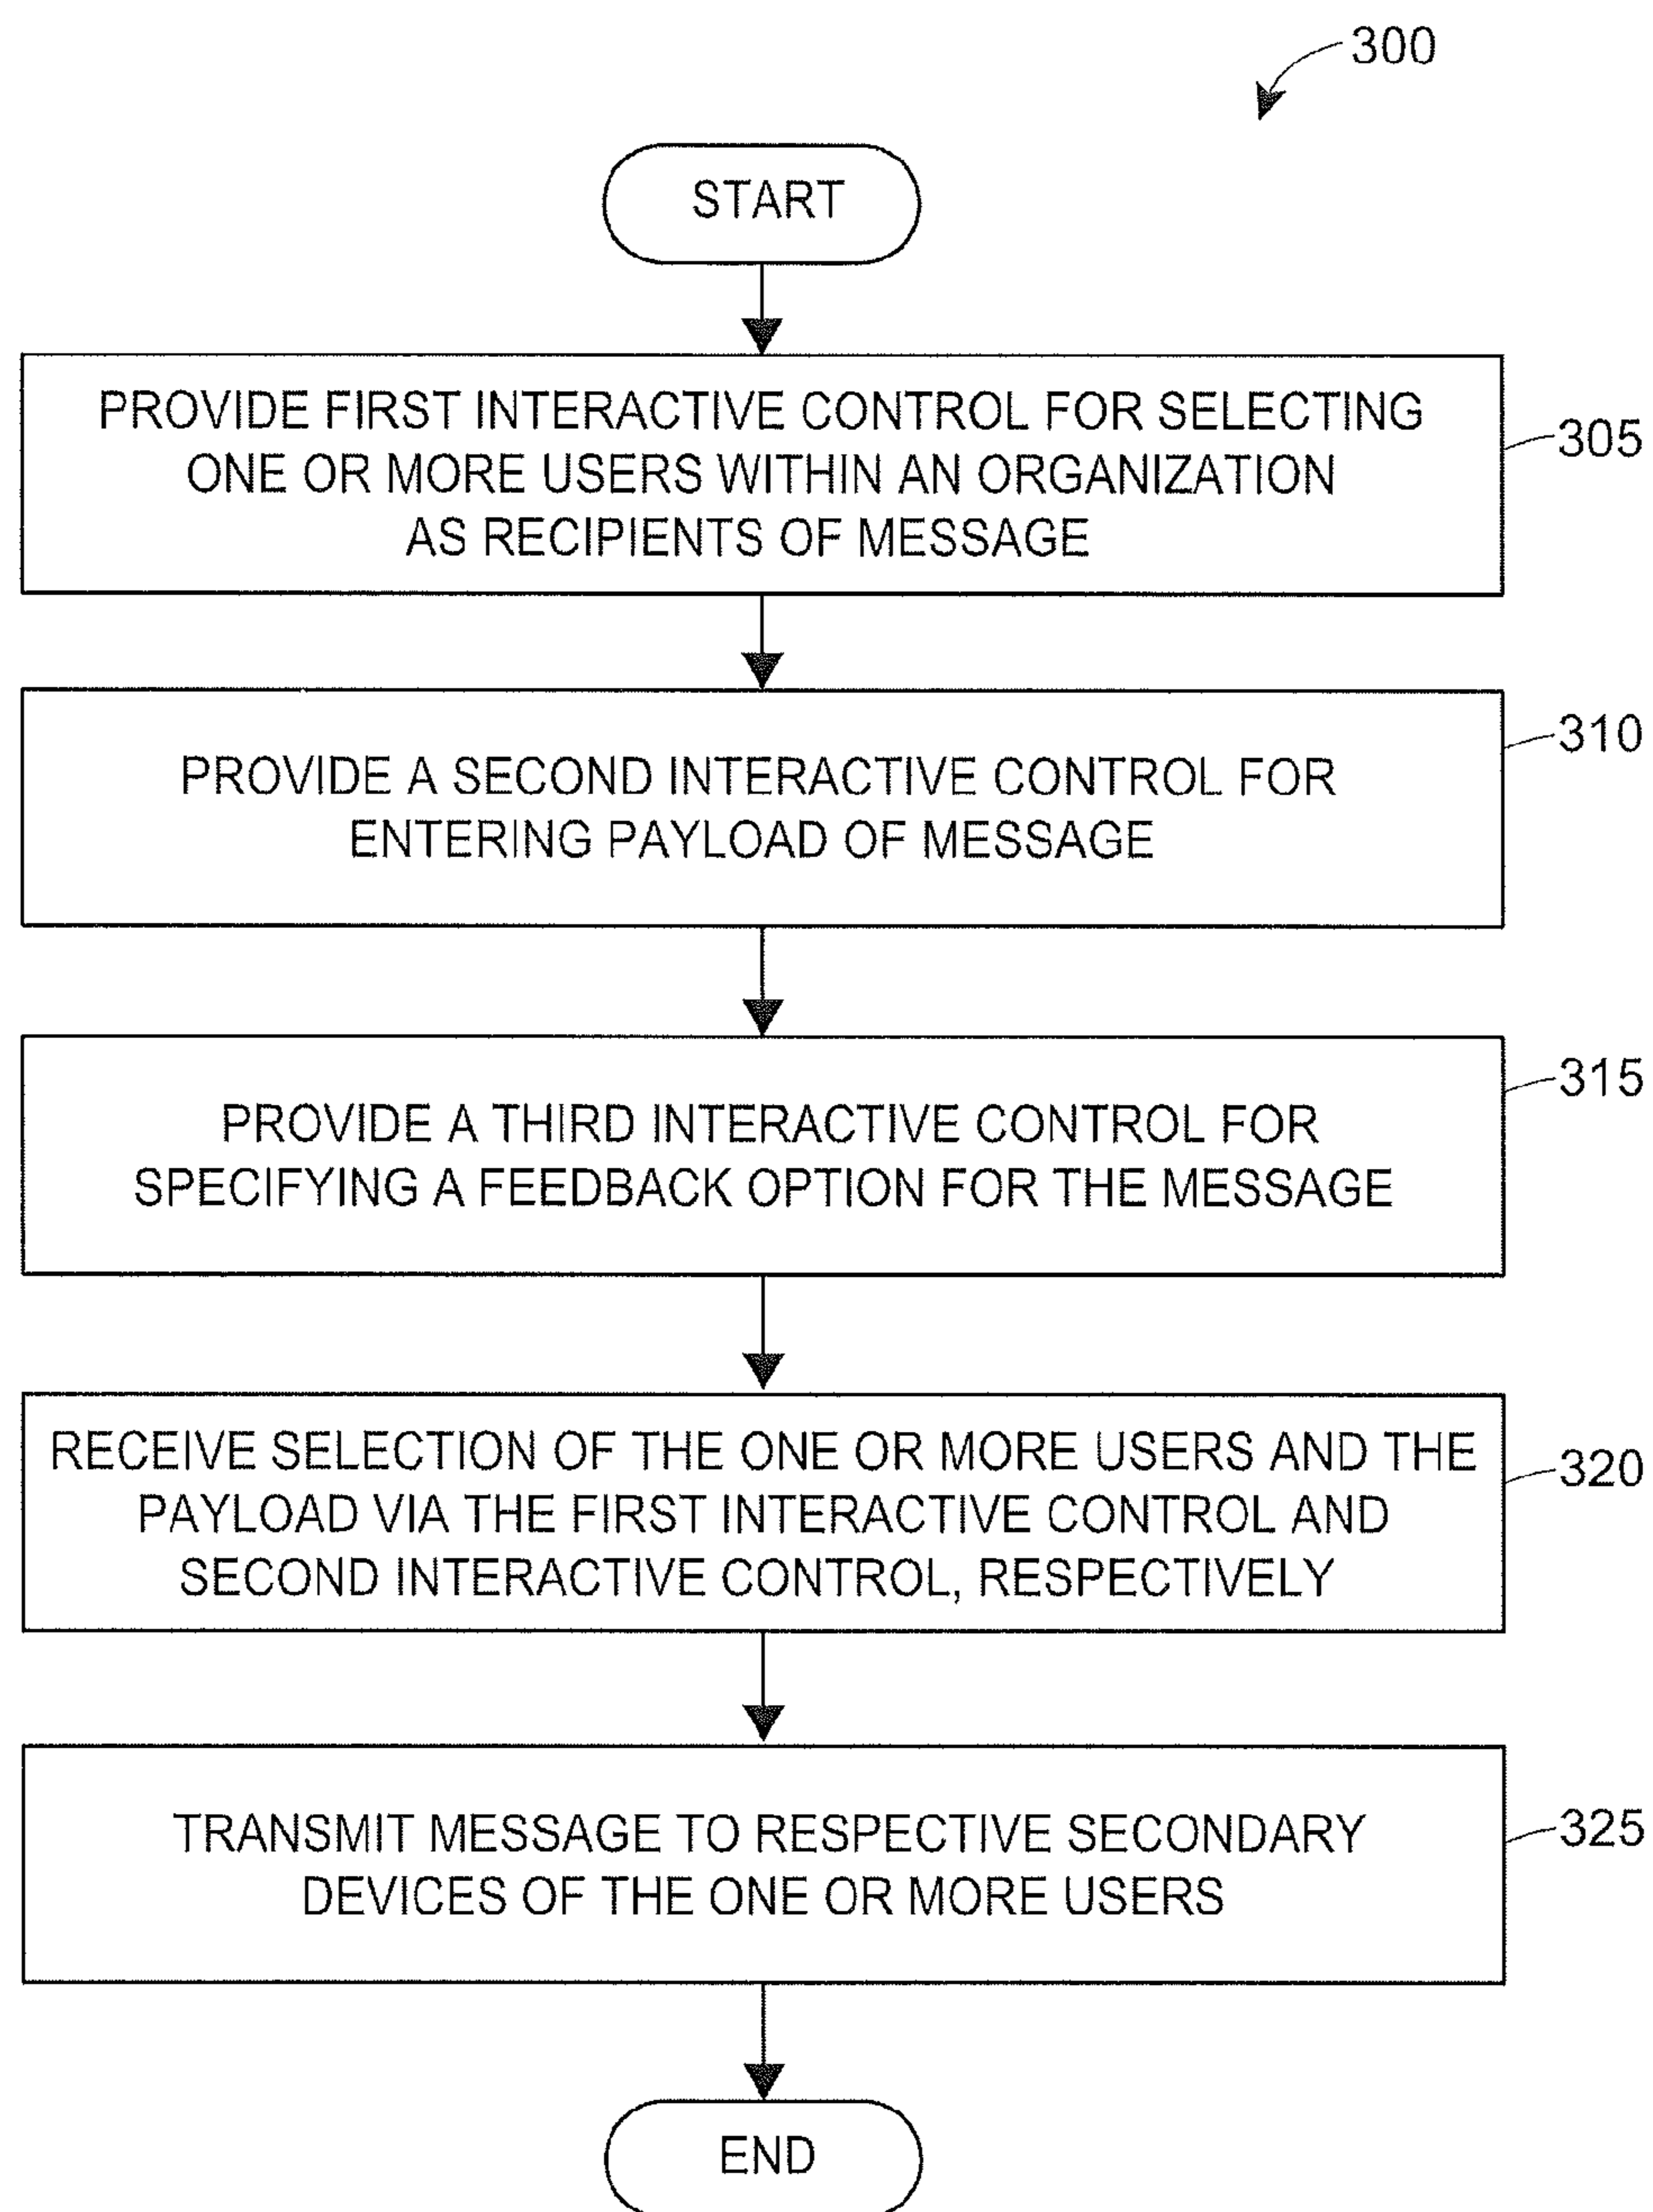 300
START
PROVIDE FIRST INTERACTIVE CONTROL FOR SELECTING
ONE OR MORE USERS WITHIN AN ORGANIZATION
AS RECIPIENTS OF MESSAGE
305
PROVIDE A SECOND INTERACTIVE CONTROL FOR
ENTERING PAYLOAD OF MESSAGE
310
PROVIDE A THIRD INTERACTIVE CONTROL FOR
SPECIFYING A FEEDBACK OPTION FOR THE MESSAGE
315
RECEIVE SELECTION OF THE ONE OR MORE USERS AND THE
PAYLOAD VIA THE FIRST INTERACTIVE CONTROL AND
SECOND INTERACTIVE CONTROL, RESPECTIVELY
320
TRANSMIT MESSAGE TO RESPECTIVE SECONDARY
DEVICES OF THE ONE OR MORE USERS
325
END